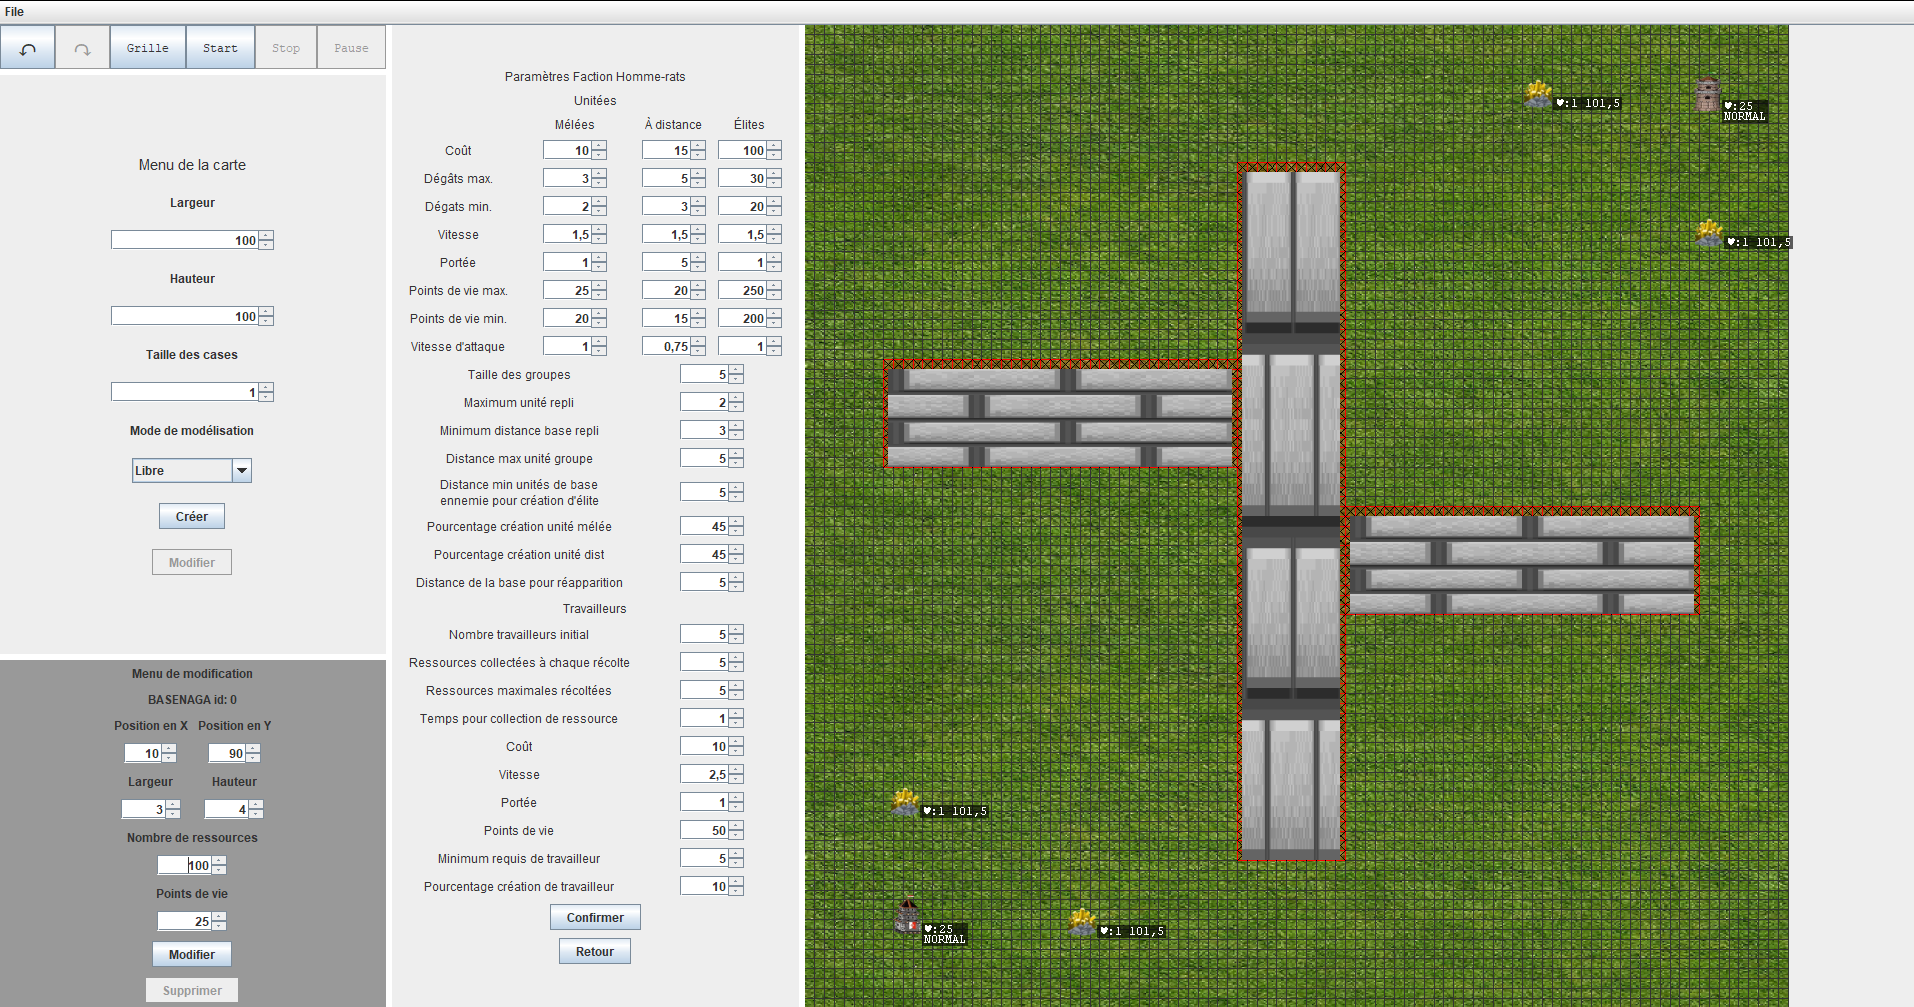 File
Grille Start Stop Pause
Menu de la carte
Largeur
100
Hauteur
100
Taille des cases
1
Mode de modélisation
Libre
Créer
Modifier
Menu de modification
BASENAGA id: 0
Position en X Position en Y
10 90
Largeur Hauteur
3 4
Nombre de ressources
100
Points de vie
25
Modifier
Supprimer
Paramètres Faction Homme-rats
Unitées
Mélées À distance Élites
Coût 10 15 100
Dégâts max. 3 5 30
Dégats min. 2 3 20
Vitesse 1,5 1,5 1,5
Portée 1 5 1
Points de vie max. 25 20 250
Points de vie min. 20 15 200
Vitesse d'attaque 1 0,75 1
Taille des groupes 5
Maximum unité repli 2
Minimum distance base repli 3
Distance max unité groupe 5
Distance min unités de base
ennemie pour création d'élite 5
Pourcentage création unité mélée 45
Pourcentage création unité dist 45
Distance de la base pour réapparition 5
Travailleurs
Nombre travailleurs initial 5
Ressources collectées à chaque récolte 5
Ressources maximales récoltées 5
Temps pour collection de ressource 1
Coût 10
Vitesse 2,5
Portée 1
Points de vie 50
Minimum requis de travailleur 5
Pourcentage création de travailleur 10
Confirmer
Retour
♥:1 101,5
♥:25
NORMAL
♥:1 101,5
♥:1 101,5
♥:25
NORMAL
♥:1 101,5